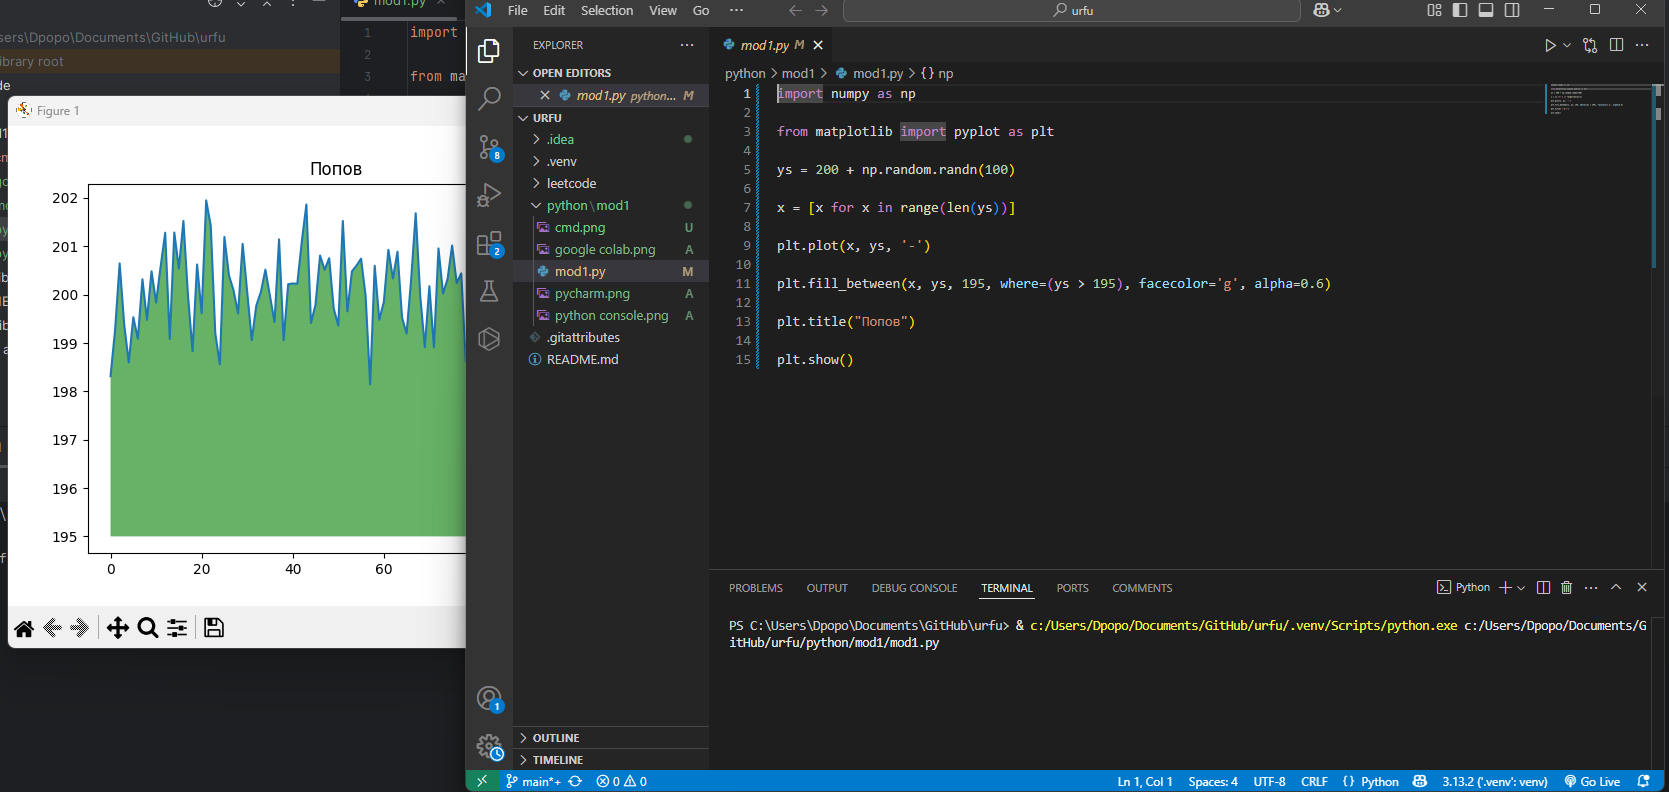 mod1.py
sers\Dpopo\Documents\GitHub\urfu
ibrary root
de
1 import
2
3 from ma
Figure 1
Попов
202
201
200
199
198
197
196
195
0 20 40 60
File Edit Selection View Go ···
urfu
EXPLORER ···
OPEN EDITORS
mod1.py python... M
URFU
.idea
.venv
leetcode
python\mod1
cmd.png U
google colab.png A
mod1.py M
pycharm.png A
python console.png A
.gitattributes
README.md
OUTLINE
TIMELINE
8
2
1
mod1.py M
python > mod1 > mod1.py > {} np
1 import numpy as np
2
3 from matplotlib import pyplot as plt
4
5 ys = 200 + np.random.randn(100)
6
7 x = [x for x in range(len(ys))]
8
9 plt.plot(x, ys, '-')
10
11 plt.fill_between(x, ys, 195, where=(ys > 195), facecolor='g', alpha=0.6)
12
13 plt.title("Попов")
14
15 plt.show()
PROBLEMS OUTPUT DEBUG CONSOLE TERMINAL PORTS COMMENTS
Python
PS C:\Users\Dpopo\Documents\GitHub\urfu> & c:/Users/Dpopo/Documents/GitHub/urfu/.venv/Scripts/python.exe c:/Users/Dpopo/Documents/G
itHub/urfu/python/mod1/mod1.py
main*+ 0 0 Ln 1, Col 1 Spaces: 4 UTF-8 CRLF {} Python 3.13.2 ('.venv': venv) Go Live